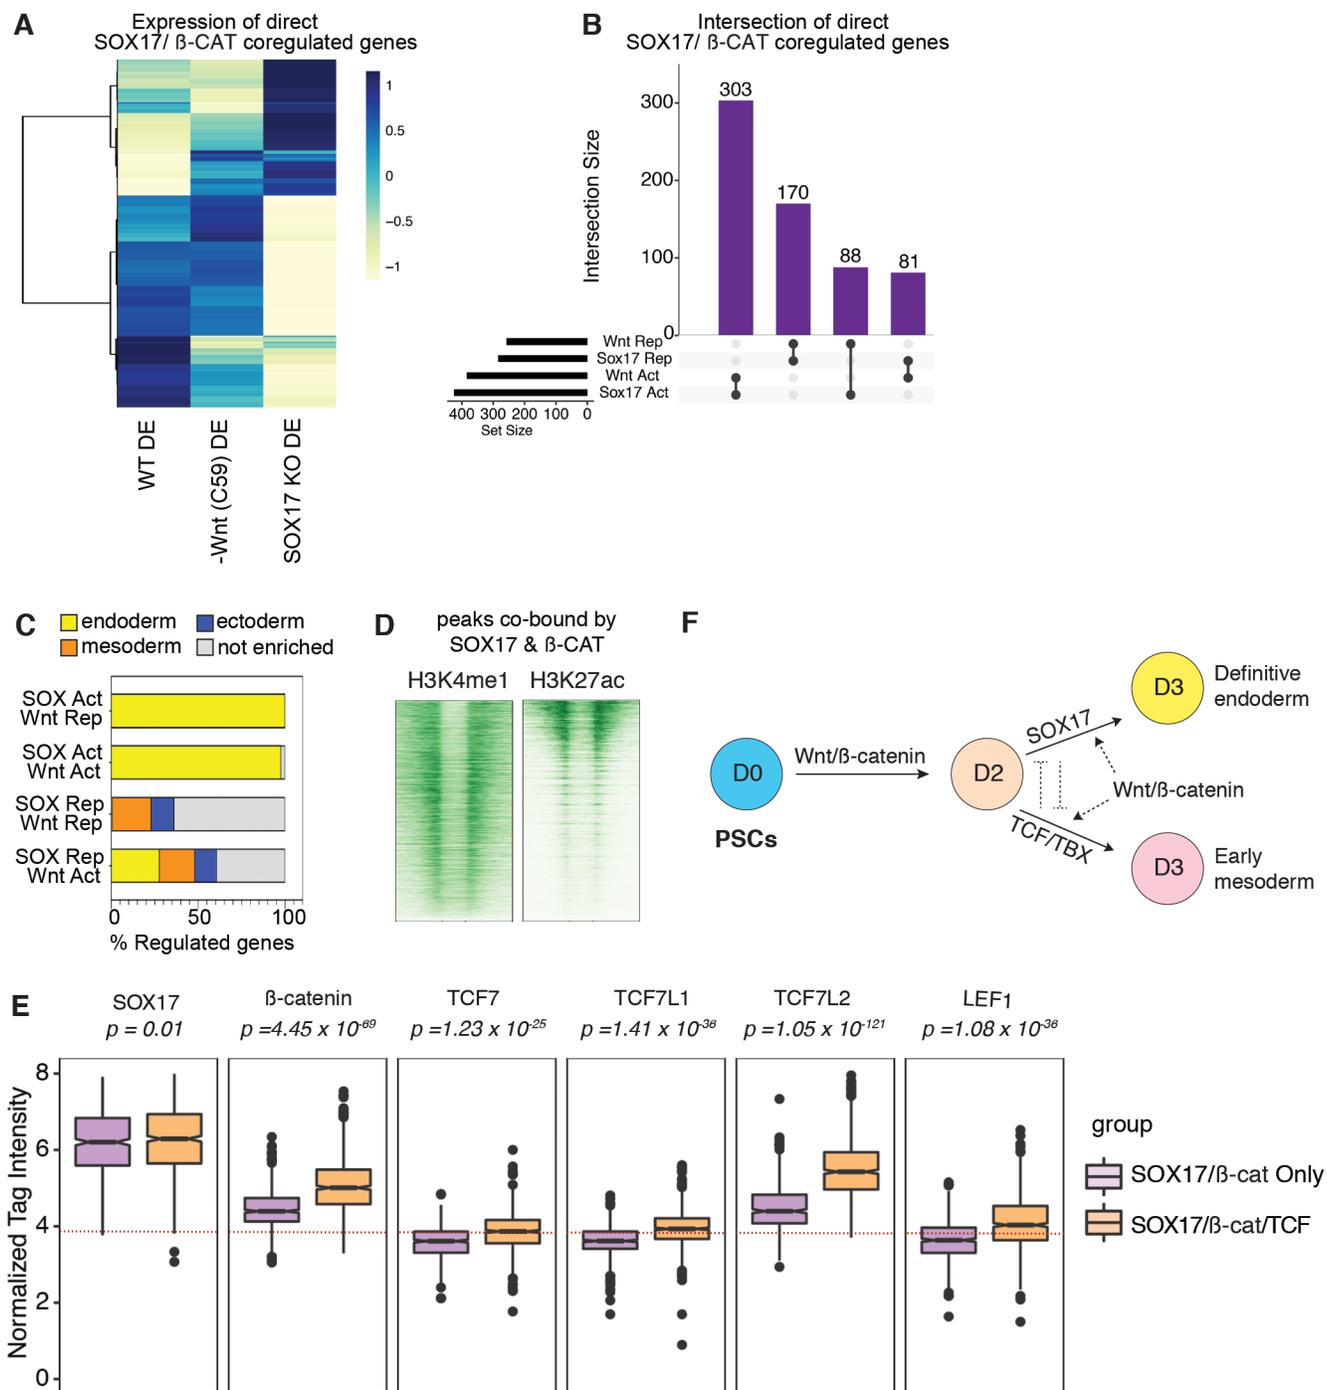 A
Expression of direct
SOX17/ ß-CAT coregulated genes
1
0.5
0
−0.5
−1
WT DE
-Wnt (C59) DE
SOX17 KO DE
B
Intersection of direct
SOX17/ ß-CAT coregulated genes
Intersection Size
300
200
100
0
303
170
88
81
Wnt Rep
Sox17 Rep
Wnt Act
Sox17 Act
400 300 200 100 0
Set Size
C
endoderm
ectoderm
mesoderm
not enriched
SOX Act
Wnt Rep
SOX Act
Wnt Act
SOX Rep
Wnt Rep
SOX Rep
Wnt Act
0 50 100
% Regulated genes
D
peaks co-bound by
SOX17 & ß-CAT
H3K4me1 H3K27ac
F
D0
PSCs
Wnt/ß-catenin
D2
SOX17
TCF/TBX
Wnt/ß-catenin
D3
Definitive
endoderm
D3
Early
mesoderm
E
SOX17
p = 0.01
ß-catenin
p =4.45 x 10-69
TCF7
p =1.23 x 10-25
TCF7L1
p =1.41 x 10-36
TCF7L2
p =1.05 x 10-121
LEF1
p =1.08 x 10-36
Normalized Tag Intensity
8
6
4
2
0
group
SOX17/ß-cat Only
SOX17/ß-cat/TCF